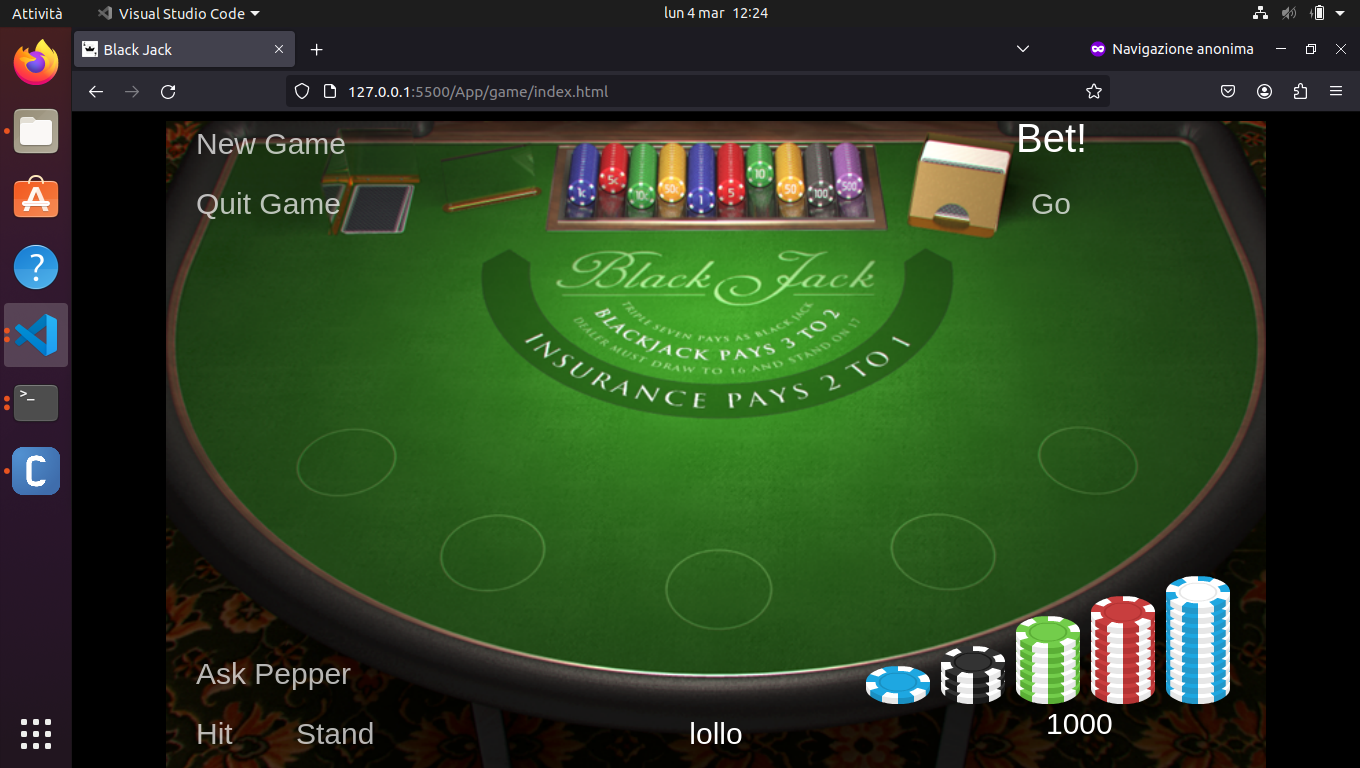 Attività
Visual Studio Code
lun 4 mar 12:24
Black Jack
Navigazione anonima
127.0.0.1:5500/App/game/index.html
New Game
Bet!
Quit Game
Go
1K
5c
10c
50c
1
5
10
50
100
500
Black Jack
TRIPLE SEVEN PAYS AS BLACK JACK
BLACKJACK PAYS 3 TO 2
DEALER MUST DRAW TO 16 AND STAND ON 17
INSURANCE PAYS 2 TO 1
Ask Pepper
Hit
Stand
lollo
1000